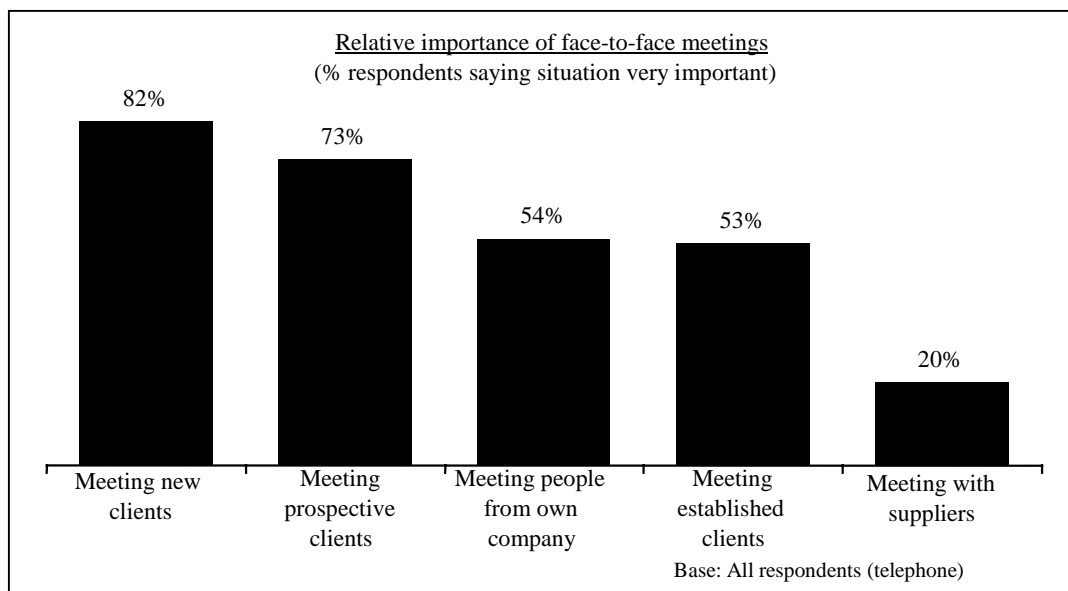 Relative importance of face-to-face meetings
(% respondents saying situation very important)
82%
73%
54%
53%
20%
Meeting new
clients
Meeting
prospective
clients
Meeting people
from own
company
Meeting
established
clients
Meeting with
suppliers
Base: All respondents (telephone)